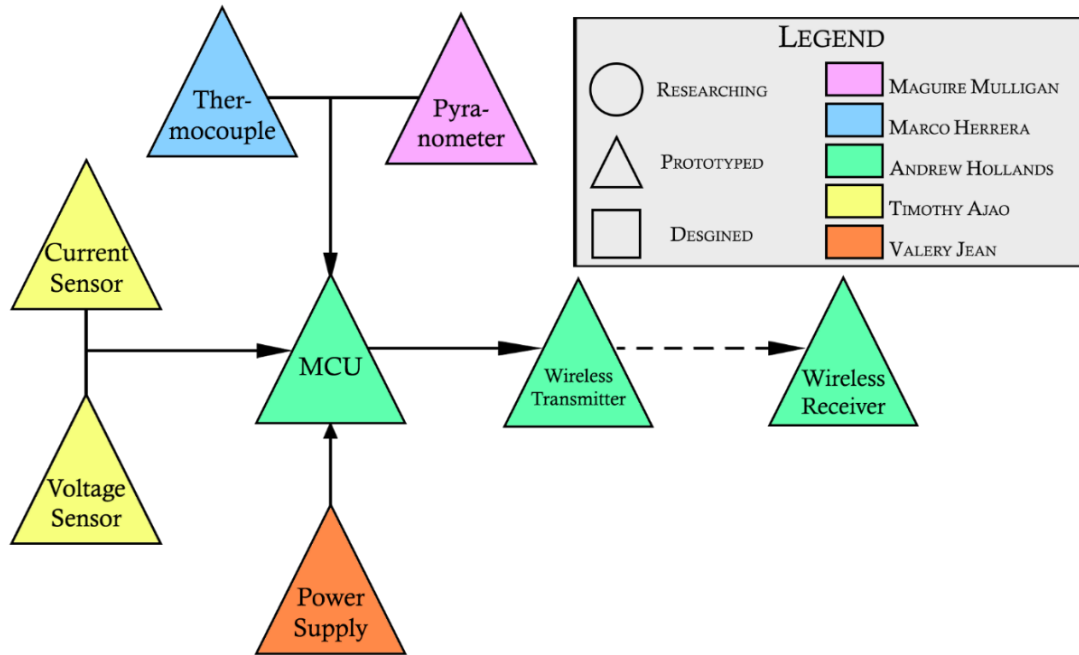 Ther-
mocouple
Pyra-
nometer
Current
Sensor
Voltage
Sensor
MCU
Power
Supply
Wireless
Transmitter
Wireless
Receiver
LEGEND
RESEARCHING
PROTOTYPED
DESGINED
MAGUIRE MULLIGAN
MARCO HERRERA
ANDREW HOLLANDS
TIMOTHY AJAO
VALERY JEAN